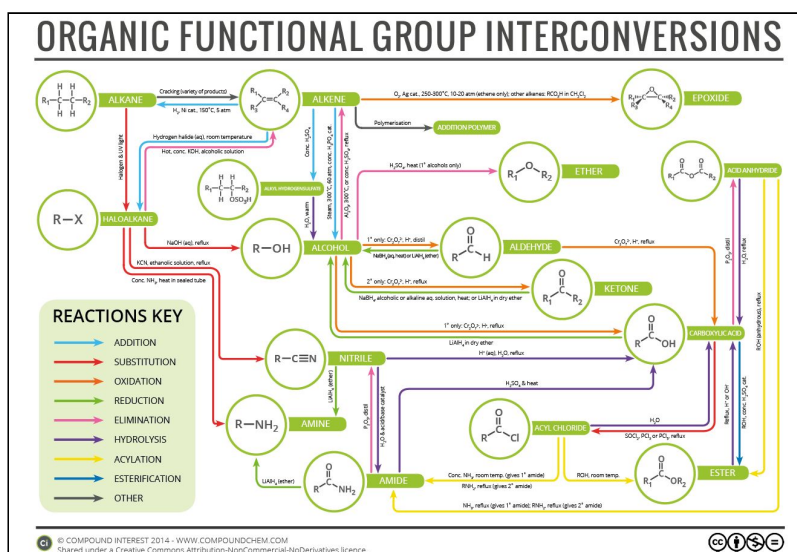 ORGANIC FUNCTIONAL GROUP INTERCONVERSIONS
ALKANE
Cracking (variety of products)
H₂, Ni cat., 150°C, 5 atm
ALKENE
O₂, Ag cat., 250-300°C, 10-20 atm (ethene only); other alkenes: RCO₃H in CH₂Cl₂
EPOXIDE
Polymerisation
ADDITION POLYMER
Halogen & UV light
Hydrogen halide (aq), room temperature
Hot, conc. KOH, alcoholic solution
Conc. H₂SO₄
Steam, 300°C, 60 atm, conc. H₃PO₄ cat.
Al₂O₃, 300°C, or conc. H₂SO₄, reflux
H₂SO₄, heat (1° alcohols only)
ETHER
ACID ANHYDRIDE
ALKYL HYDROGENSULFATE
OSO₃H
H₂O, warm
R–X
HALOALKANE
NaOH (aq), reflux
R–OH
ALCOHOL
1° only: Cr₂O₇²⁻, H⁺, distil
NaBH₄ (aq, heat) or LiAlH₄ (ether)
ALDEHYDE
Cr₂O₇²⁻, H⁺, reflux
KCN, ethanolic solution, reflux
Conc. NH₃, heat in sealed tube
2° only: Cr₂O₇²⁻, H⁺, reflux
NaBH₄, alcoholic or alkaline aq. solution, heat; or LiAlH₄ in dry ether
KETONE
P₂O₅, distil
H₂O, reflux
ROH (anhydrous), reflux
1° only: Cr₂O₇²⁻, H⁺, reflux
LiAlH₄ in dry ether
CARBOXYLIC ACID
REACTIONS KEY
ADDITION
SUBSTITUTION
OXIDATION
REDUCTION
ELIMINATION
HYDROLYSIS
ACYLATION
ESTERIFICATION
OTHER
R–C≡N
NITRILE
H⁺ (aq), H₂O, reflux
LiAlH₄ (ether)
P₂O₅, distil
H₂O & acid/base catalyst
H₂SO₄ & heat
R–NH₂
AMINE
ACYL CHLORIDE
H₂O
SOCl₂, PCl₃ or PCl₅, reflux
Reflux, H⁺ or OH⁻
ROH, conc. H₂SO₄ cat.
LiAlH₄ (ether)
AMIDE
Conc. NH₃, room temp. (gives 1° amide)
RNH₂, reflux (gives 2° amide)
ROH, room temp.
ESTER
NH₃, reflux (gives 1° amide); RNH₂, reflux (gives 2° amide)
Ci © COMPOUND INTEREST 2014 - WWW.COMPOUNDCHEM.COM
Shared under a Creative Commons Attribution-NonCommercial-NoDerivatives licence.